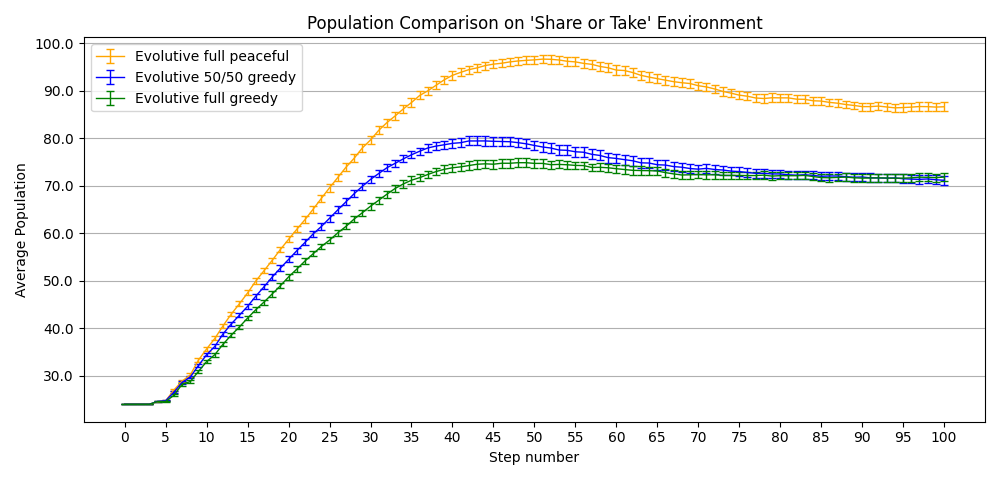 Population Comparison on 'Share or Take' Environment
Evolutive full peaceful
Evolutive 50/50 greedy
Evolutive full greedy
Average Population
100.0
90.0
80.0
70.0
60.0
50.0
40.0
30.0
0 5 10 15 20 25 30 35 40 45 50 55 60 65 70 75 80 85 90 95 100
Step number